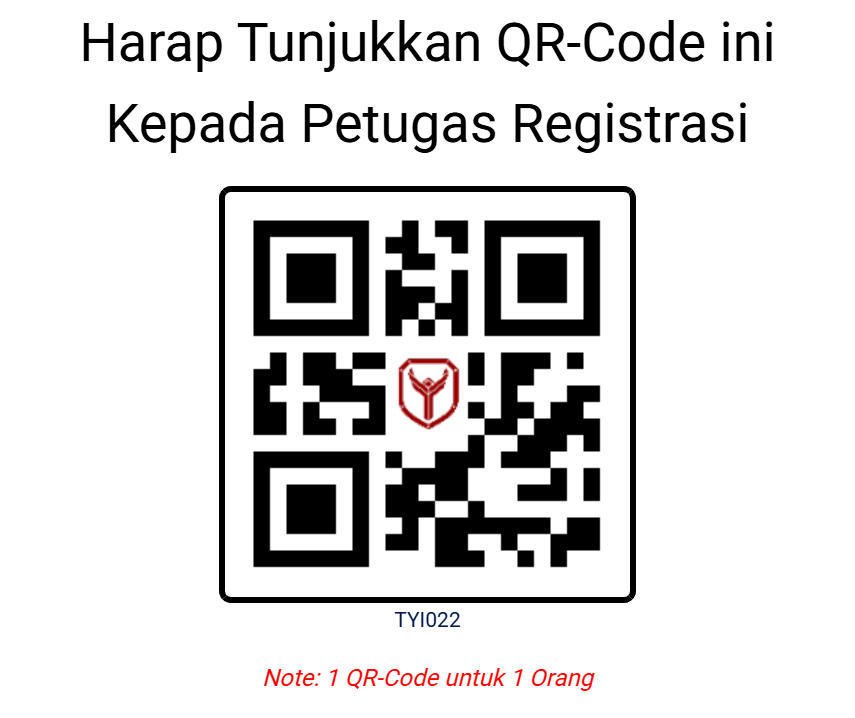 Harap Tunjukkan QR-Code ini
Kepada Petugas Registrasi
TYI022
Note: 1 QR-Code untuk 1 Orang